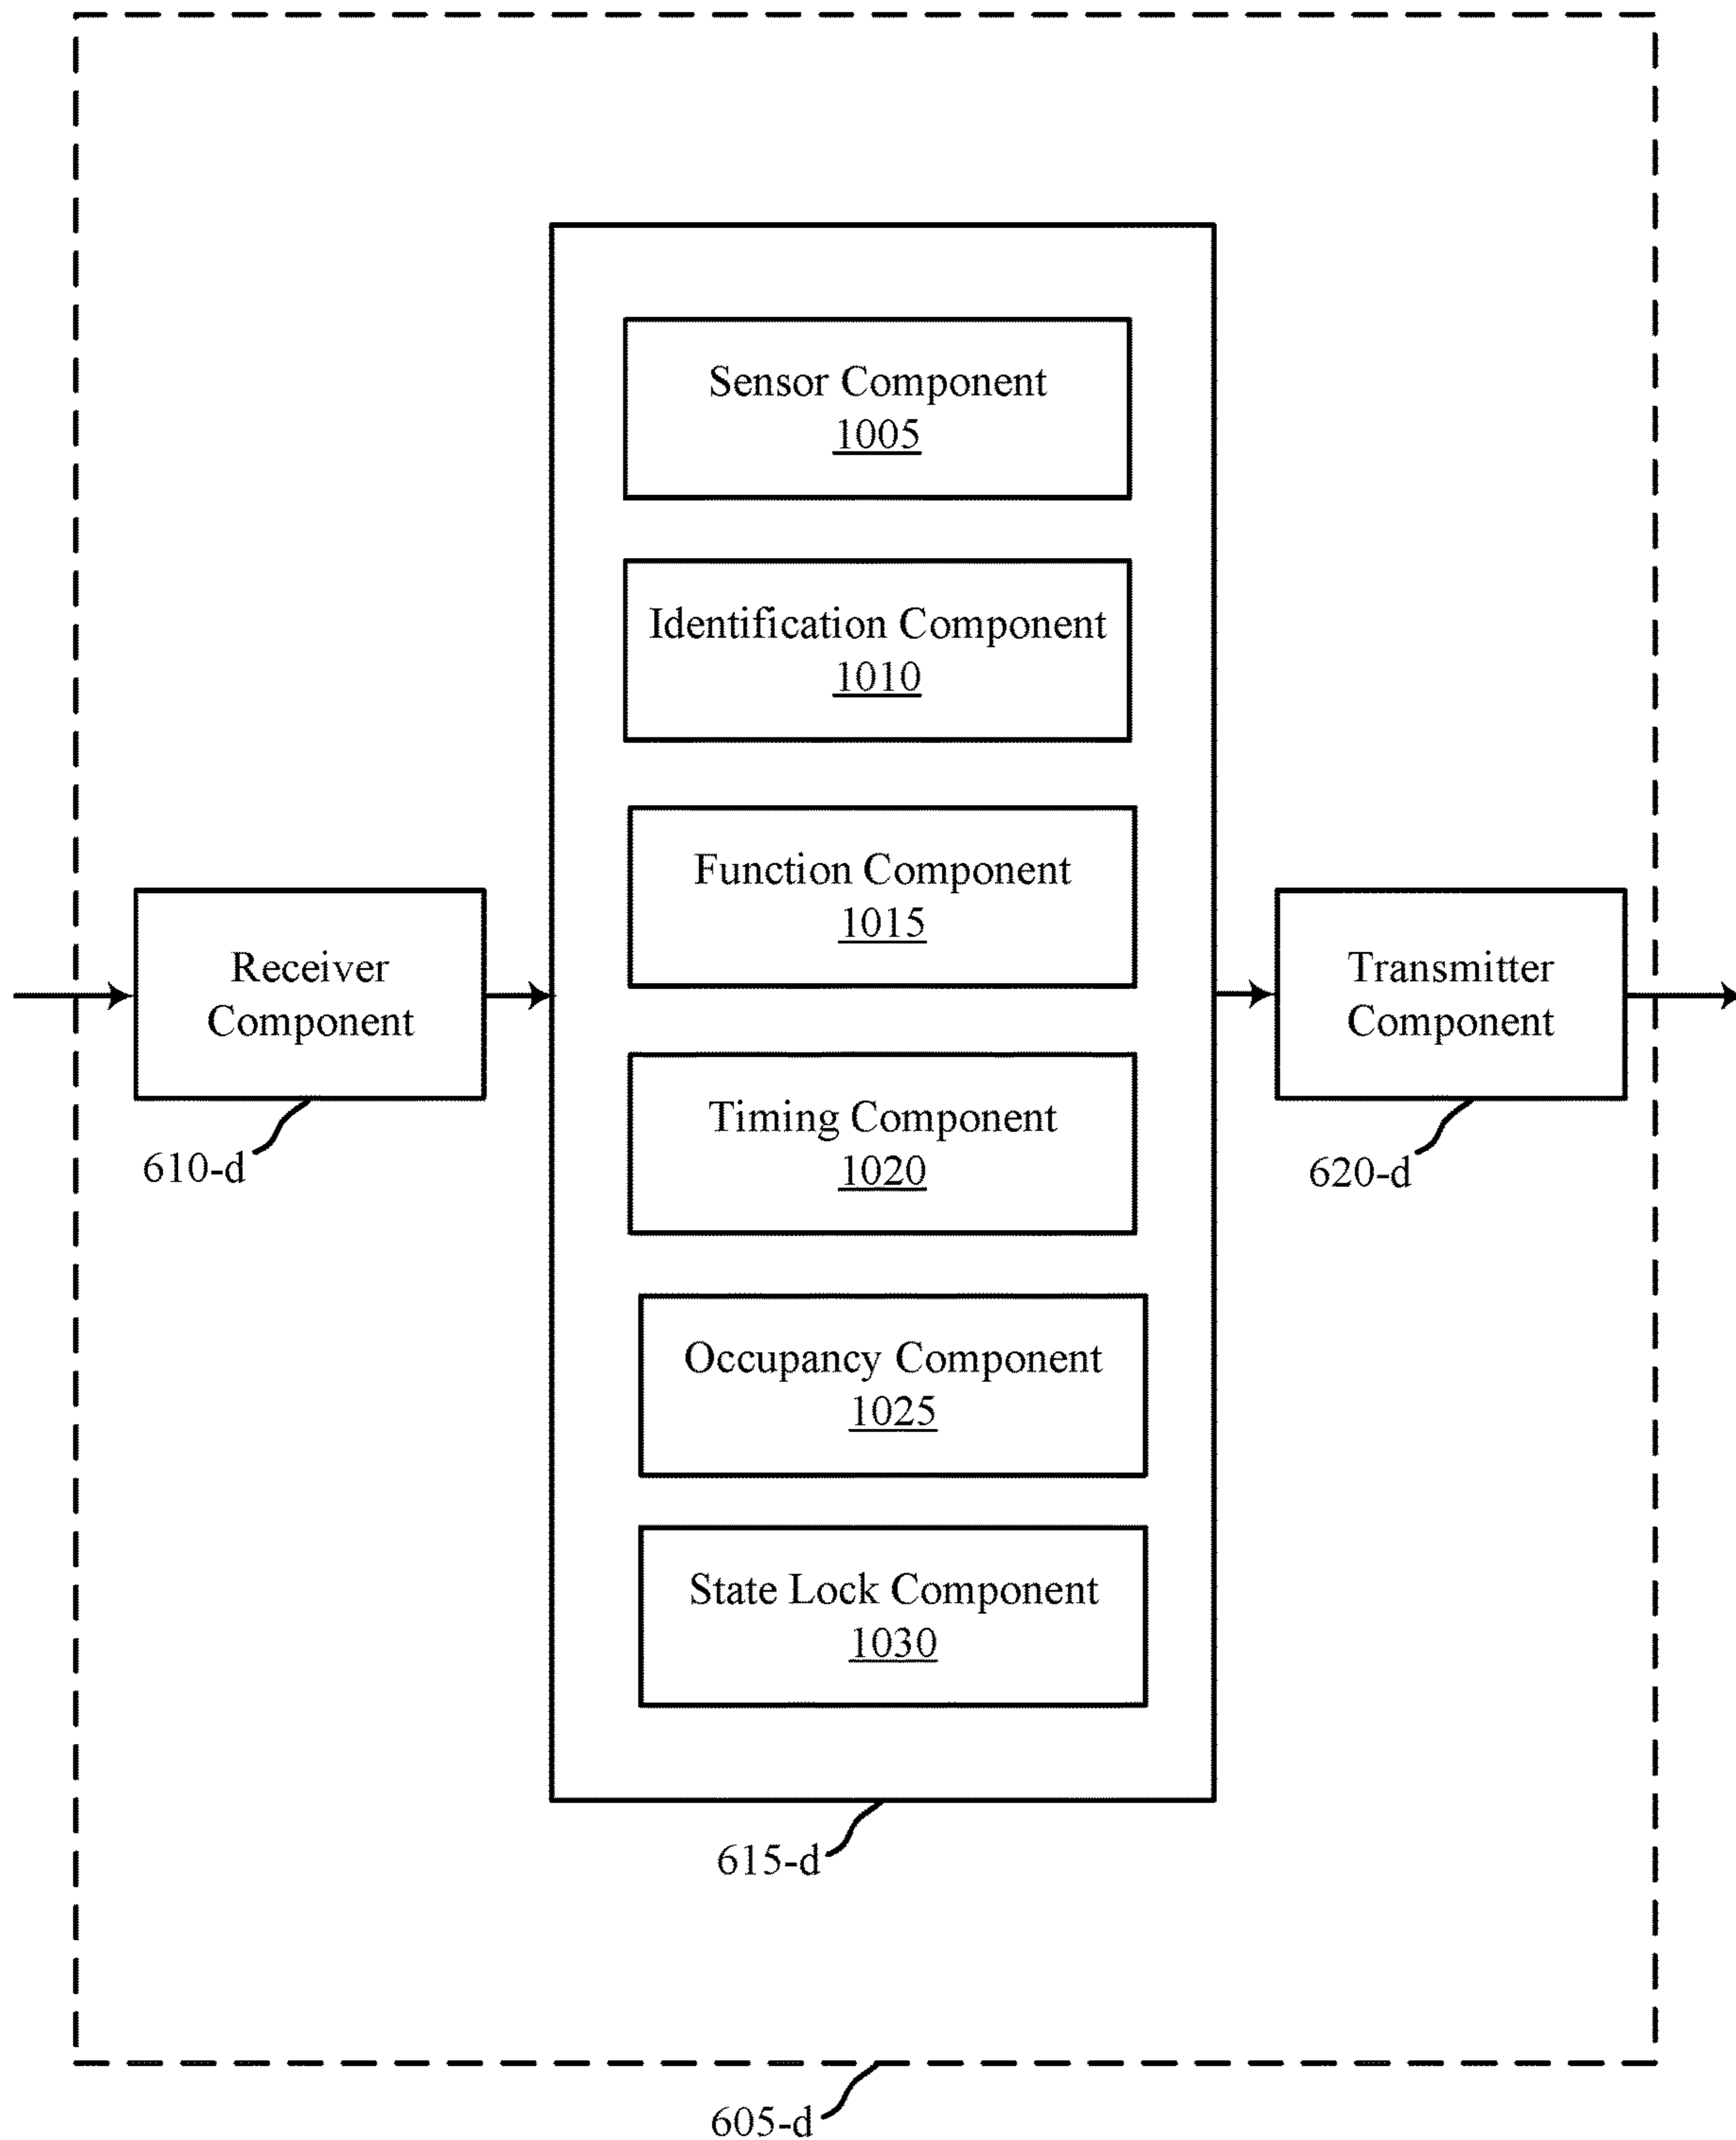 Sensor Component
1005
Identification Component
1010
Function Component
1015
Receiver
Component
610-d
Transmitter
Component
620-d
Timing Component
1020
Occupancy Component
1025
State Lock Component
1030
615-d
605-d